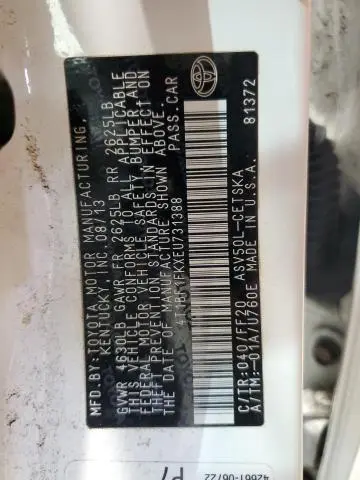 MFD.BY:TOYOTA MOTOR MANUFACTURING,
KENTUCKY, INC. 08/13
GVWR 4630LB GAWR FR 2625LB RR 2625LB
THIS VEHICLE CONFORMS TO ALL APPLICABLE
FEDERAL MOTOR VEHICLE SAFETY, BUMPER, AND
THEFT PREVENTION STANDARDS IN EFFECT ON
THE DATE OF MANUFACTURE SHOWN ABOVE.
4T1BK1FKXEU731388 PASS.CAR
C/TR:040/FF20 ASV50L-CETSKA
A/TM:-01A/U760E MADE IN U.S.A. 81372
42661-06722